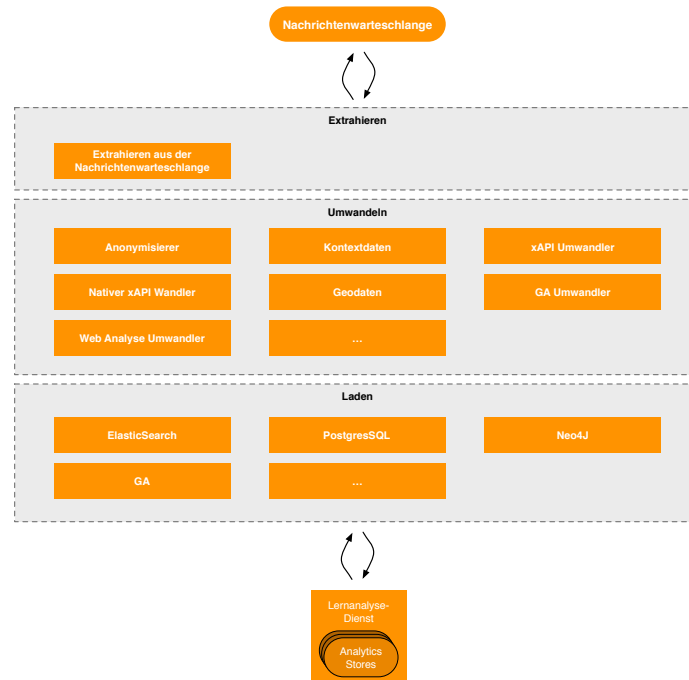 Nachrichtenwarteschlange
Extrahieren
Extrahieren aus der
Nachrichtenwarteschlange
Umwandeln
Anonymisierer
Kontextdaten
xAPI Umwandler
Nativer xAPI Wandler
Geodaten
GA Umwandler
Web Analyse Umwandler
...
Laden
ElasticSearch
PostgresSQL
Neo4J
GA
...
Lernanalyse-
Dienst
Analytics
Stores